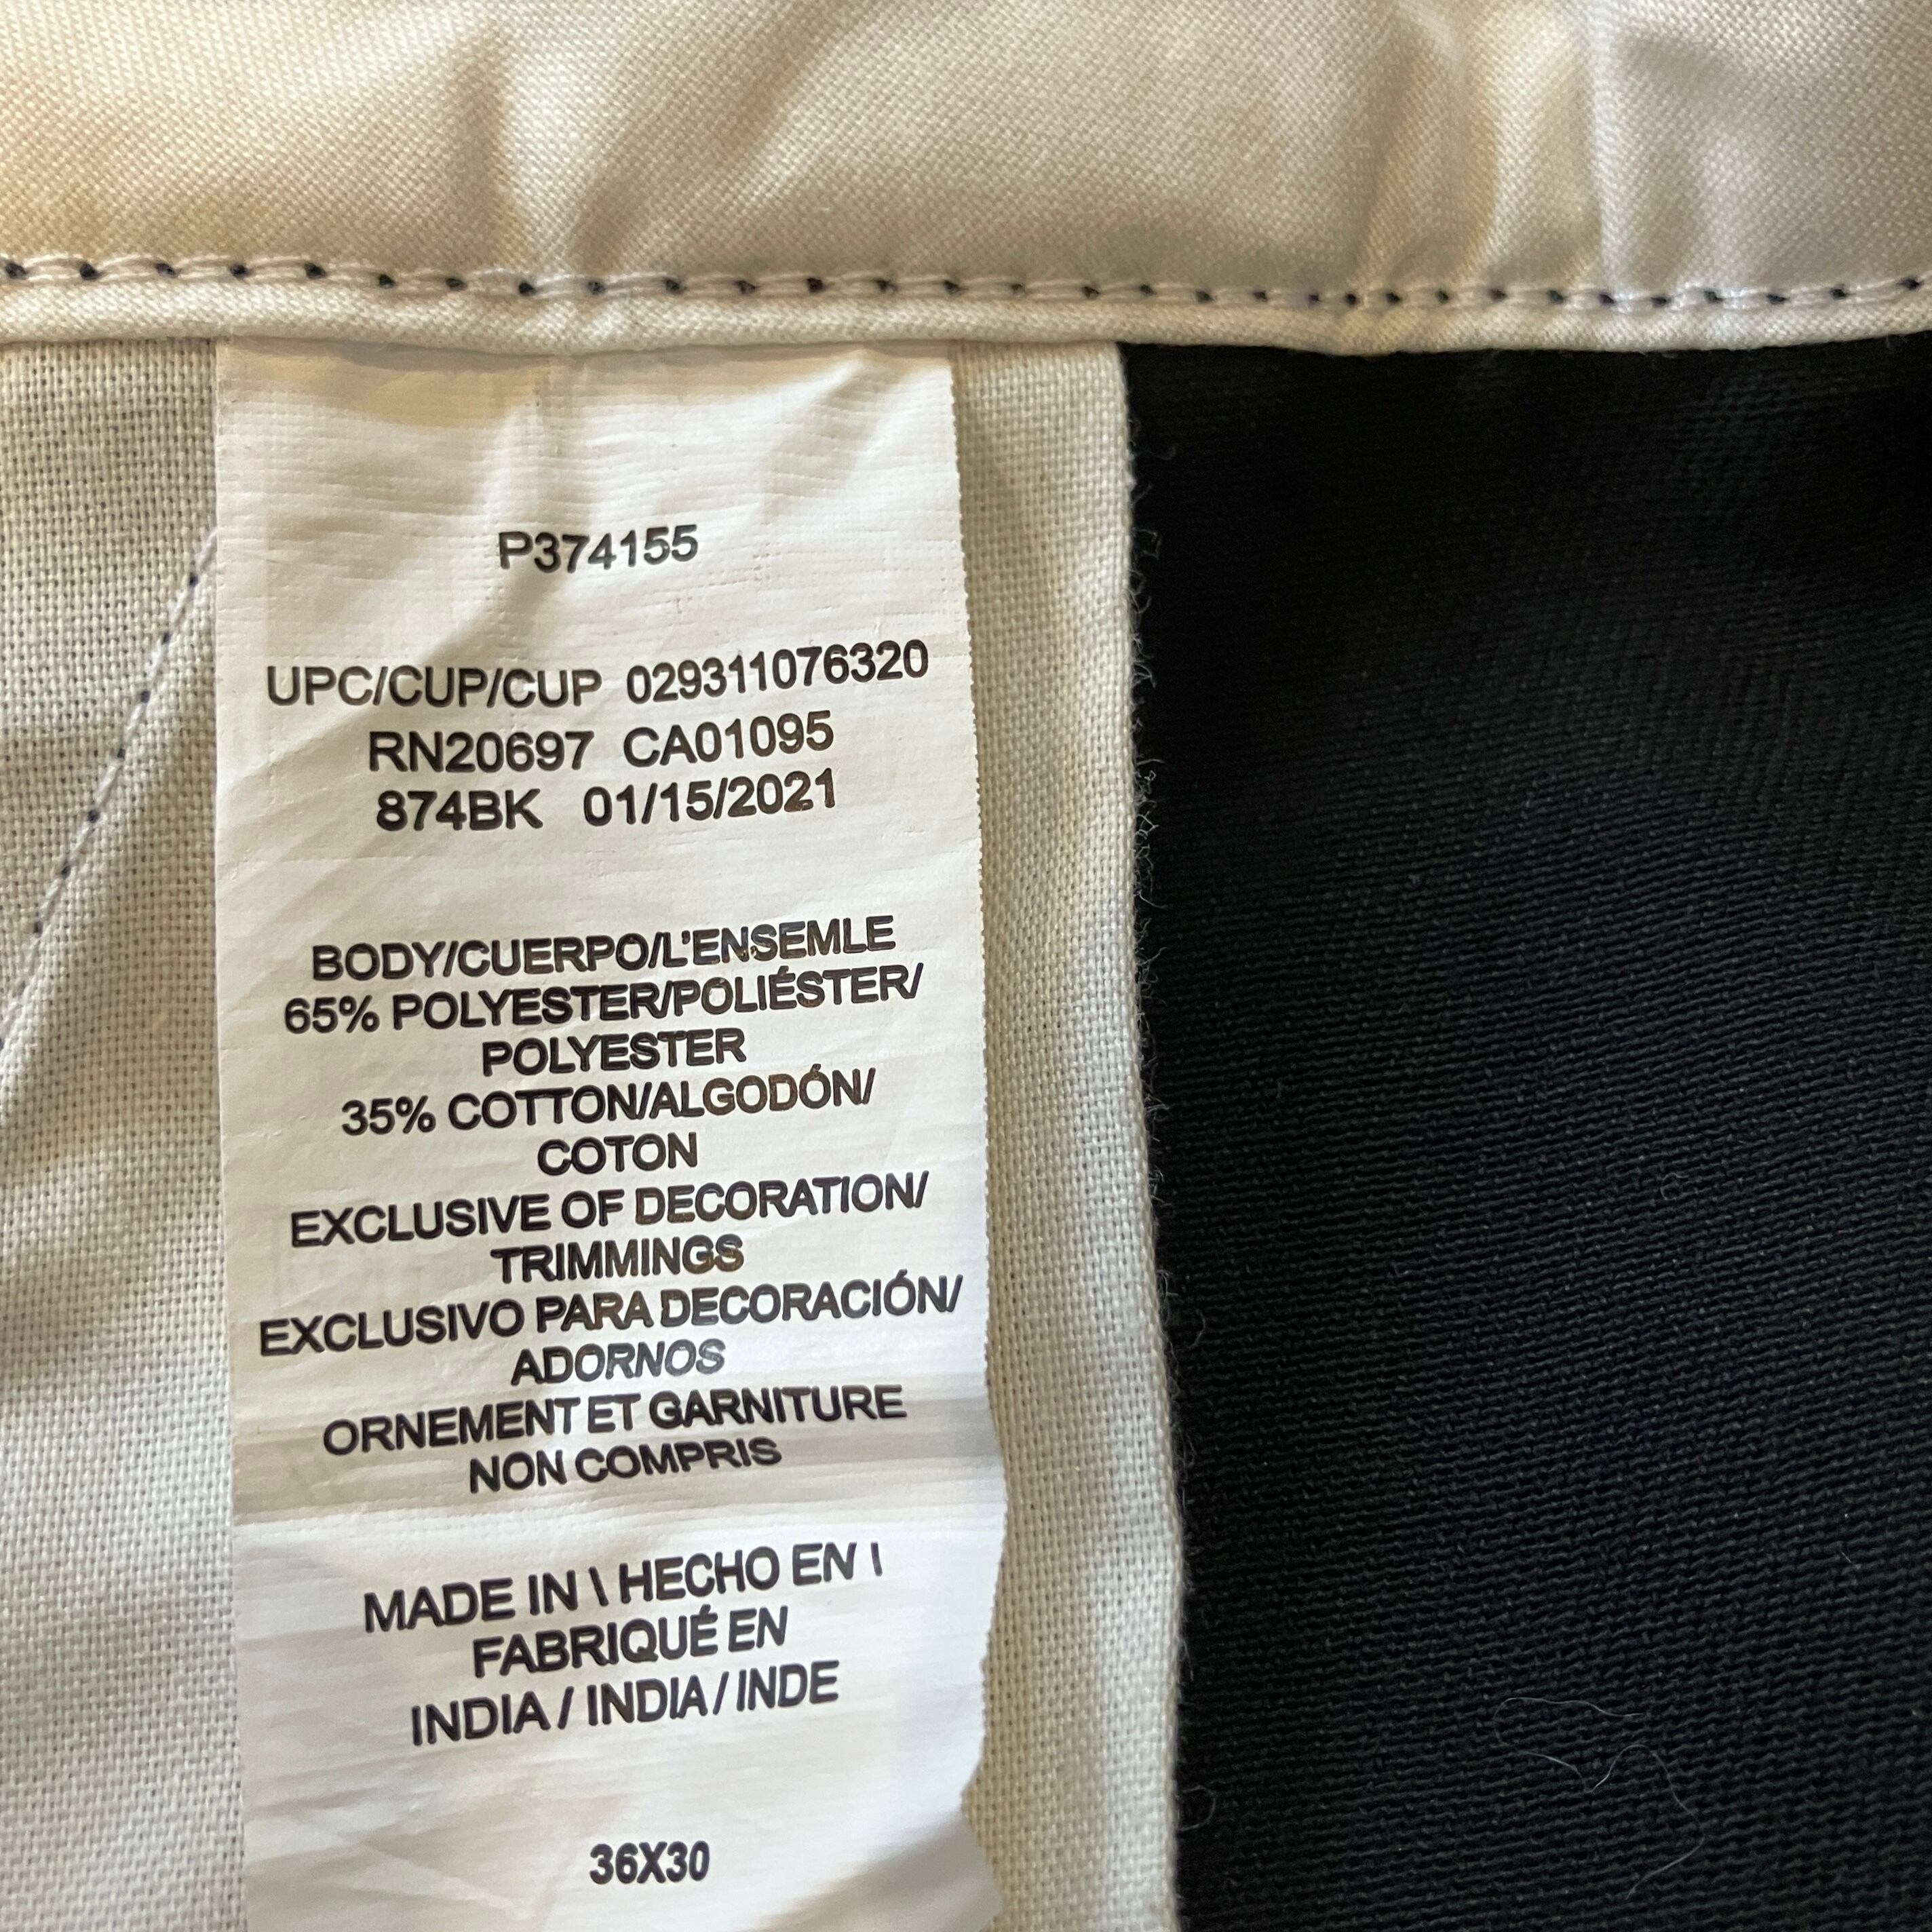 P374155
UPC/CUP/CUP 029311076320
RN20697 CA01095
874BK 01/15/2021
BODY/CUERPO/L'ENSEMLE
65% POLYESTER/POLIÉSTER/
POLYESTER
35% COTTON/ALGODÓN/
COTON
EXCLUSIVE OF DECORATION/
TRIMMINGS
EXCLUSIVO PARA DECORACIÓN/
ADORNOS
ORNEMENT ET GARNITURE
NON COMPRIS
MADE IN \ HECHO EN \
FABRIQUÉ EN
INDIA / INDIA / INDE
36X30